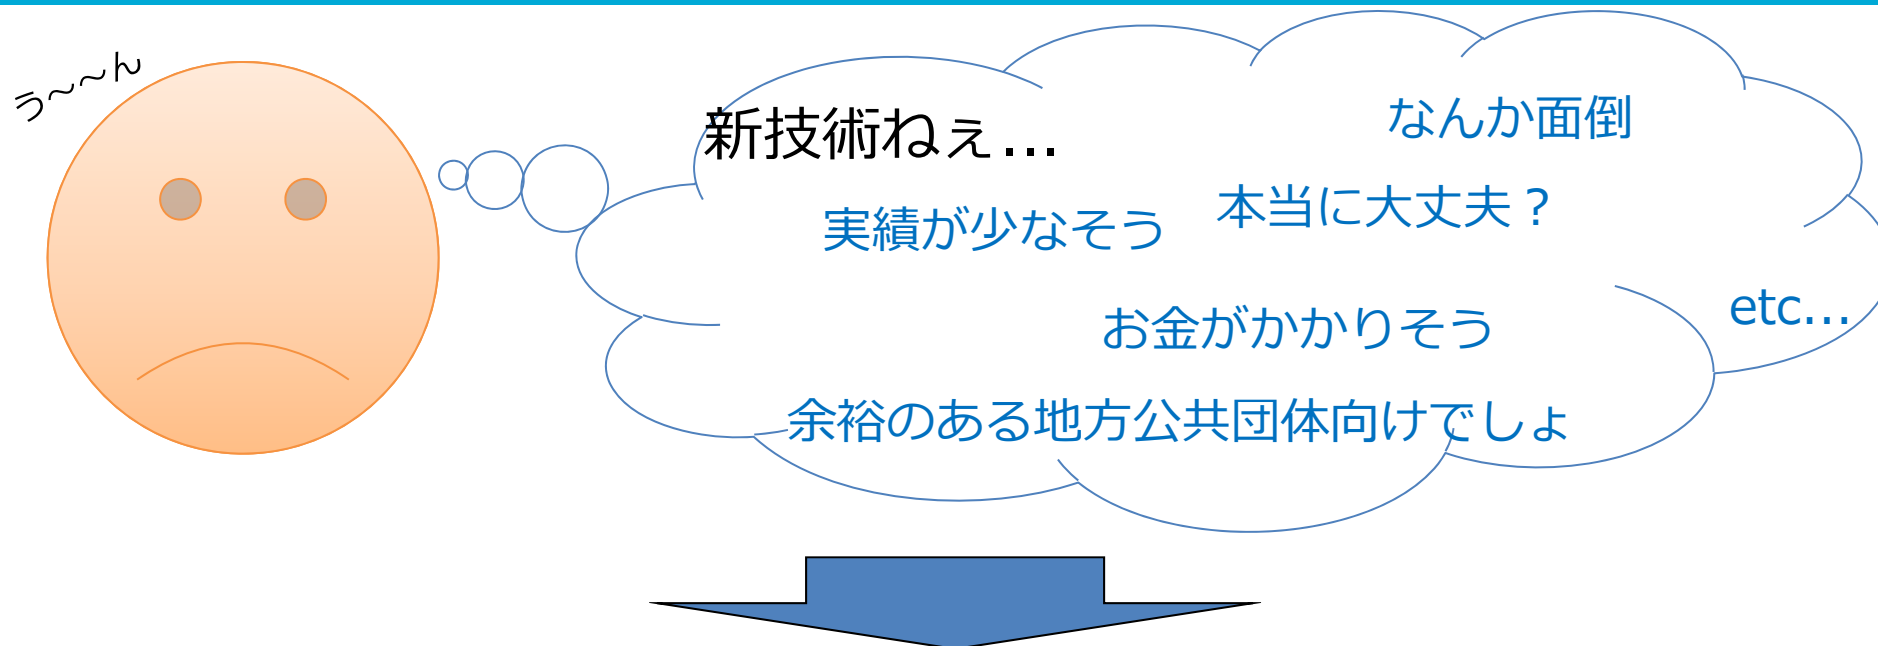 う～～ん
新技術ねぇ…
なんか面倒
本当に大丈夫？
実績が少なそう
etc…
お金がかかりそう
余裕のある地方公共団体向けでしょ